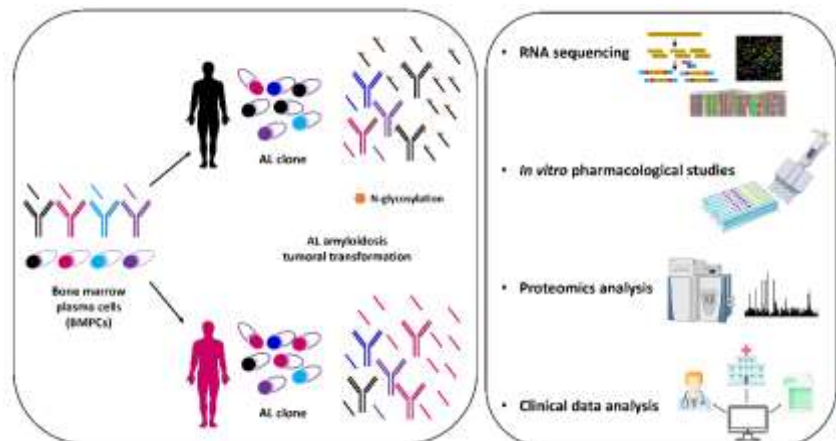 AL clone
N-glycosylation
AL amyloidosis
tumoral transformation
Bone marrow
plasma cells
(BMPCs)
AL clone
• RNA sequencing
• In vitro pharmacological studies
• Proteomics analysis
• Clinical data analysis